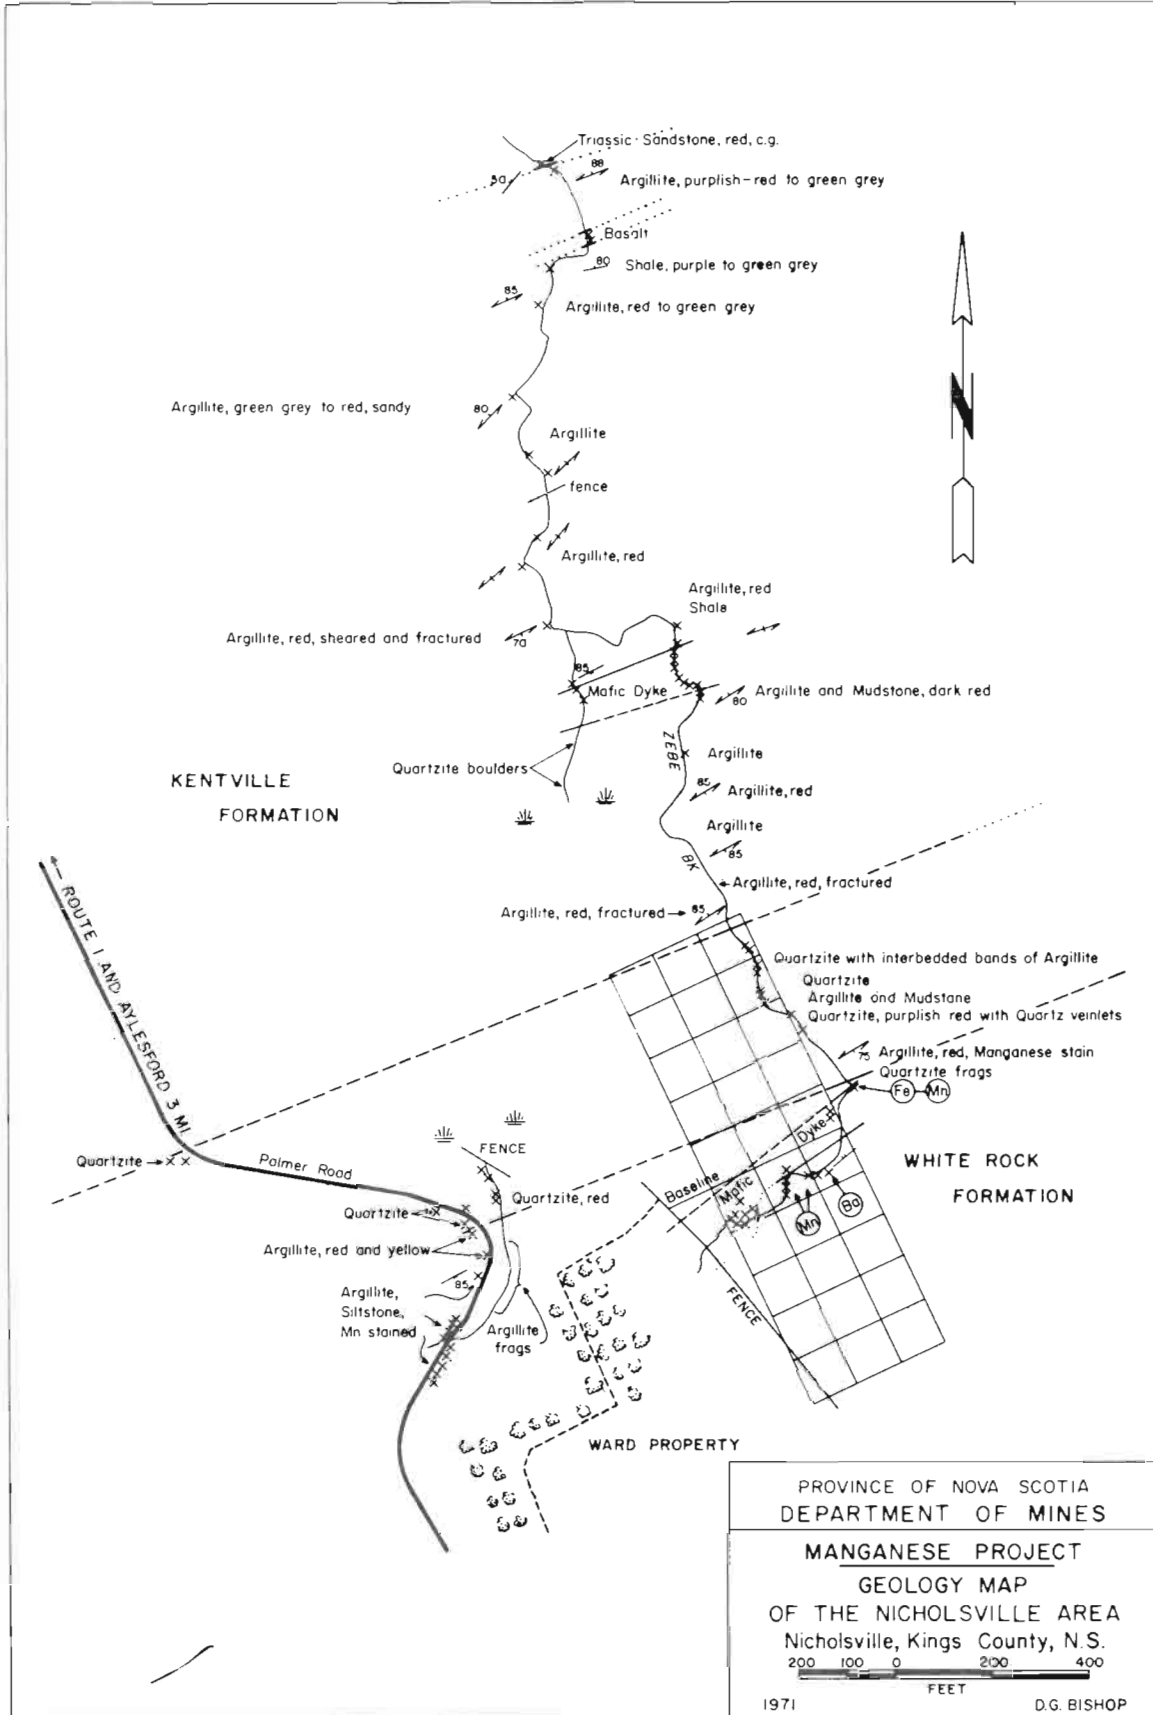 Triassic Sandstone, red, c.g.
50
88
Argillite, purplish-red to green grey
Basalt
80
Shale, purple to green grey
85
Argillite, red to green grey
Argillite, green grey to red, sandy
80
Argillite
fence
N
Argillite, red
Argillite, red
Shale
Argillite, red, sheared and fractured
70
85
Mafic Dyke
80
Argillite and Mudstone, dark red
ZEBE
Argillite
Quartzite boulders
KENTVILLE
FORMATION
85
Argillite, red
Argillite
85
BK
Argillite, red, fractured
Argillite, red, fractured
85
ROUTE 1 AND AYLESFORD 3 MI.
Quartzite with interbedded bands of Argillite
Quartzite
Argillite and Mudstone
Quartzite, purplish red with Quartz veinlets
75
Argillite, red, Manganese stain
Quartzite frags
Fe
Mn
Dyke
FENCE
Quartzite
Palmer Road
WHITE ROCK
FORMATION
Baseline
Mafic
Quartzite, red
Quartzite
Mn
Ba
Argillite, red and yellow
85
Argillite,
Siltstone,
Mn stained
FENCE
Argillite
frags
WARD PROPERTY
PROVINCE OF NOVA SCOTIA
DEPARTMENT OF MINES
MANGANESE PROJECT
GEOLOGY MAP
OF THE NICHOLSVILLE AREA
Nicholsville, Kings County, N.S.
200 100 0 200 400
FEET
1971
D.G. BISHOP